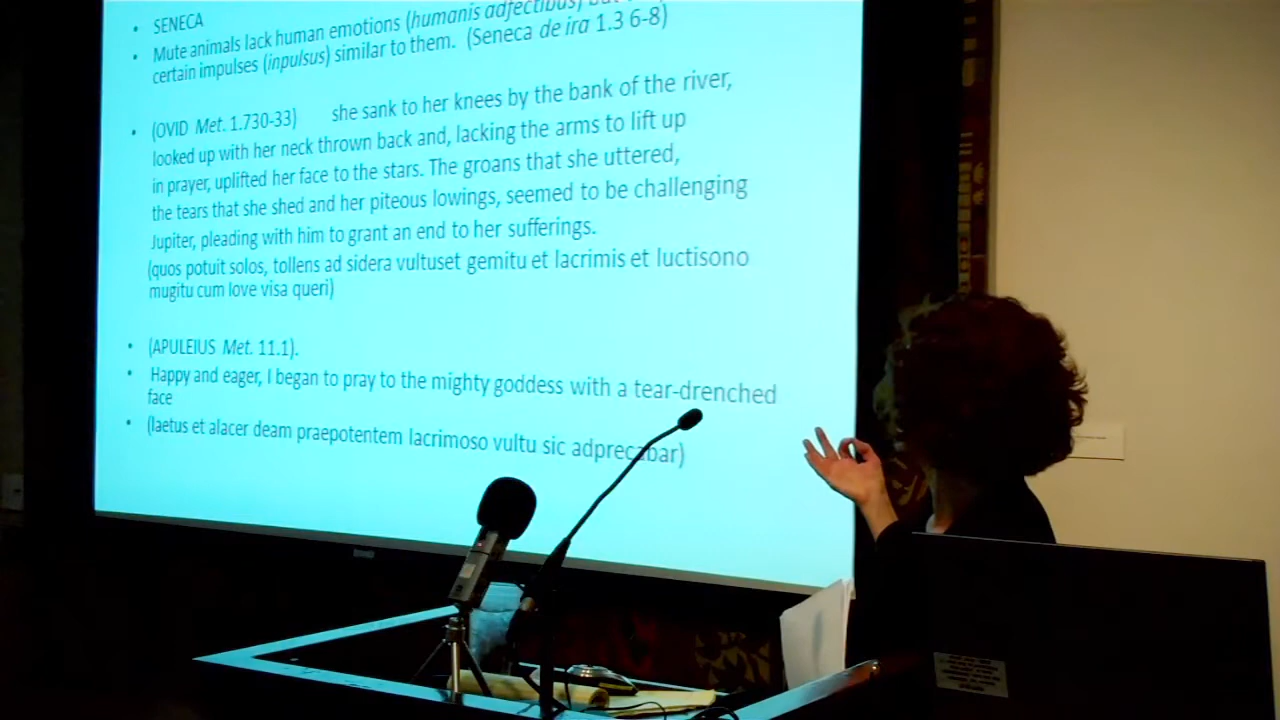 • SENECA
• Mute animals lack human emotions (humanis adfectibus)
certain impulses (inpulsus) similar to them. (Seneca de ira 1.3 6-8)
• (OVID Met. 1.730-33) she sank to her knees by the bank of the river,
looked up with her neck thrown back and, lacking the arms to lift up
in prayer, uplifted her face to the stars. The groans that she uttered,
the tears that she shed and her piteous lowings, seemed to be challenging
Jupiter, pleading with him to grant an end to her sufferings.
(quos potuit solos, tollens ad sidera vultuset gemitu et lacrimis et luctisono
mugitu cum Iove visa queri)
• (APULEIUS Met. 11.1).
• Happy and eager, I began to pray to the mighty goddess with a tear-drenched
face
• (laetus et alacer deam praepotentem lacrimoso vultu sic adprecabar)